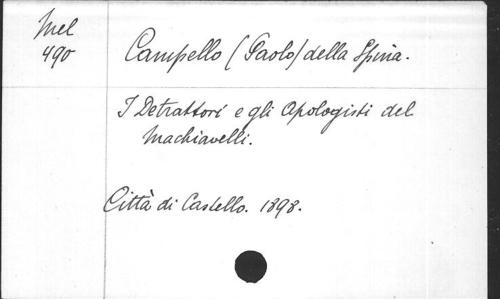 Mel
490
Campello (Paolo) della Spina.
I Detrattori e gli Apologisti del
Machiavelli.
Città di Castello. 1898.